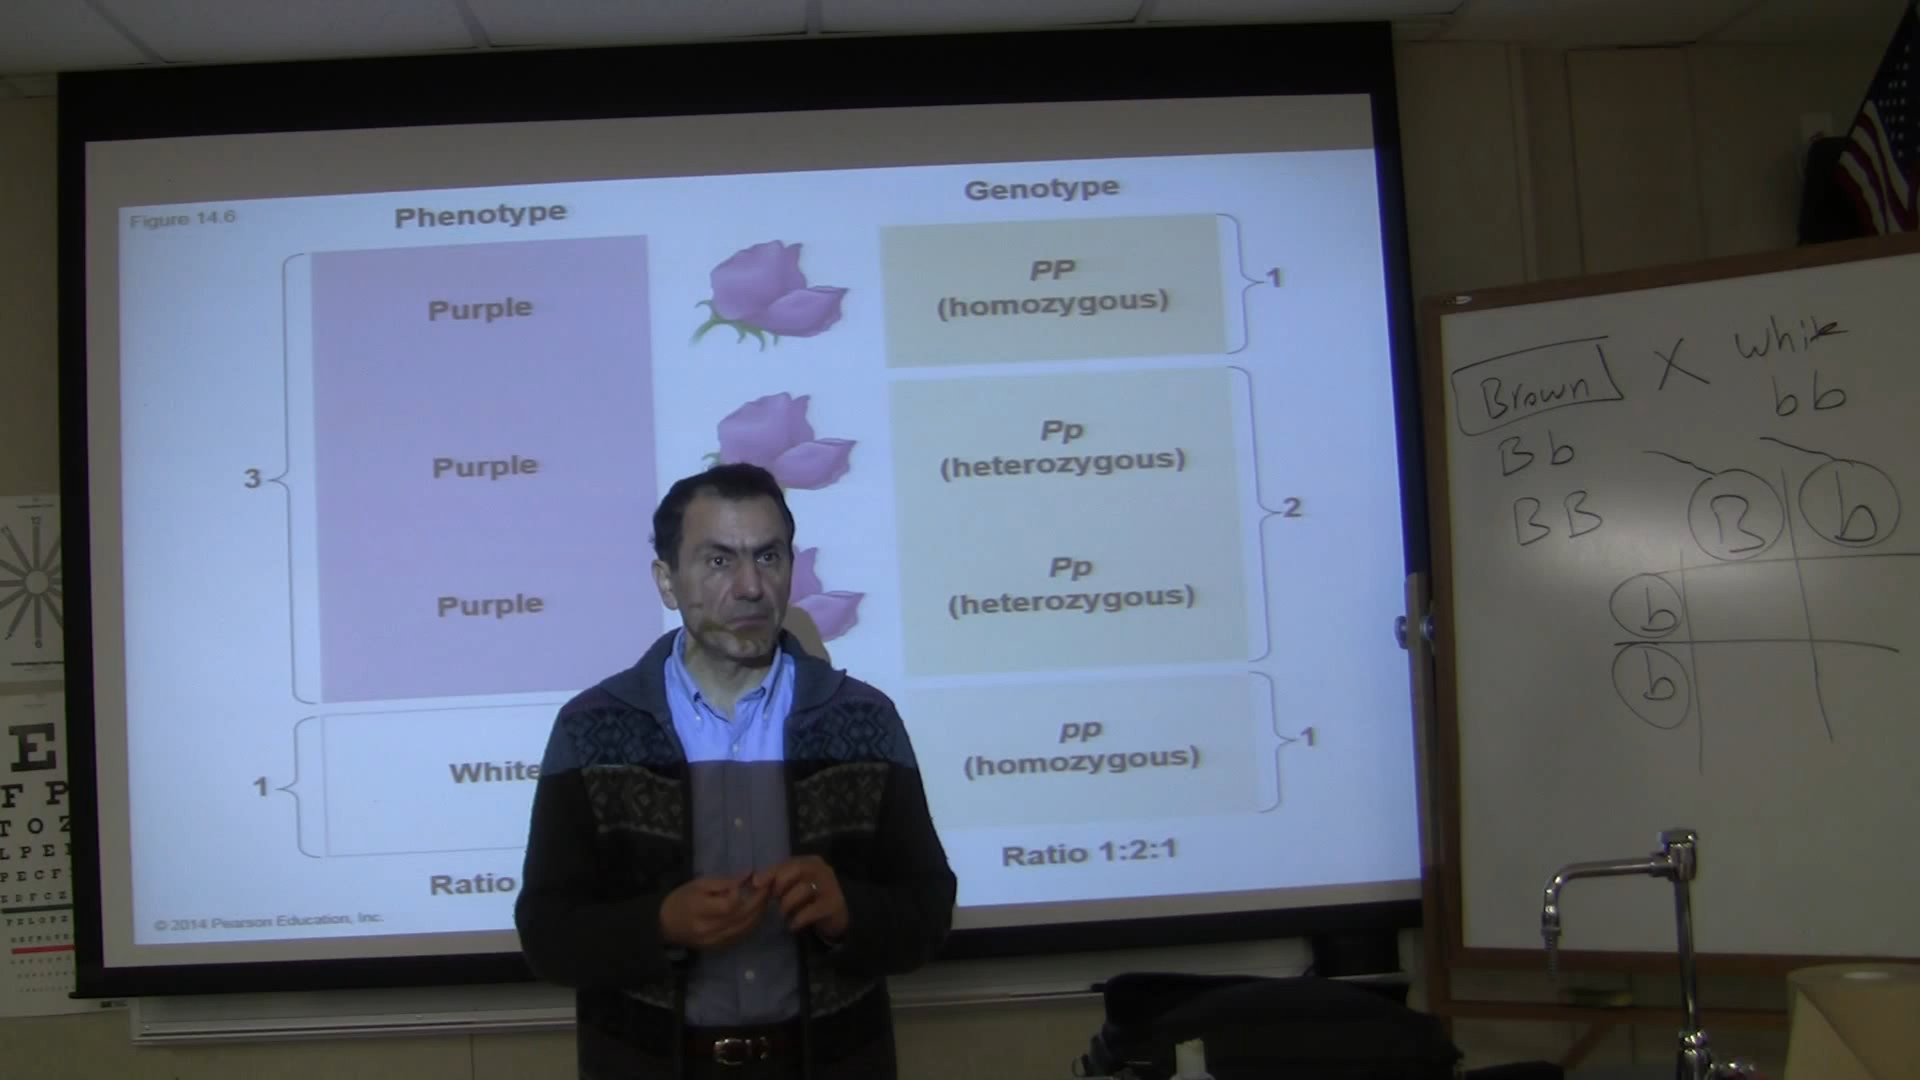 Figure 14.6
Phenotype
Genotype
Purple
PP
(homozygous)
1
3
Purple
Pp
(heterozygous)
2
Purple
Pp
(heterozygous)
1
White
pp
(homozygous)
1
Ratio
Ratio 1:2:1
© 2014 Pearson Education, Inc.
Brown X White
bb
Bb
BB
B b
b
b
E
F P
T O Z
L P E
P E C F
E D F C Z
F E L O P Z